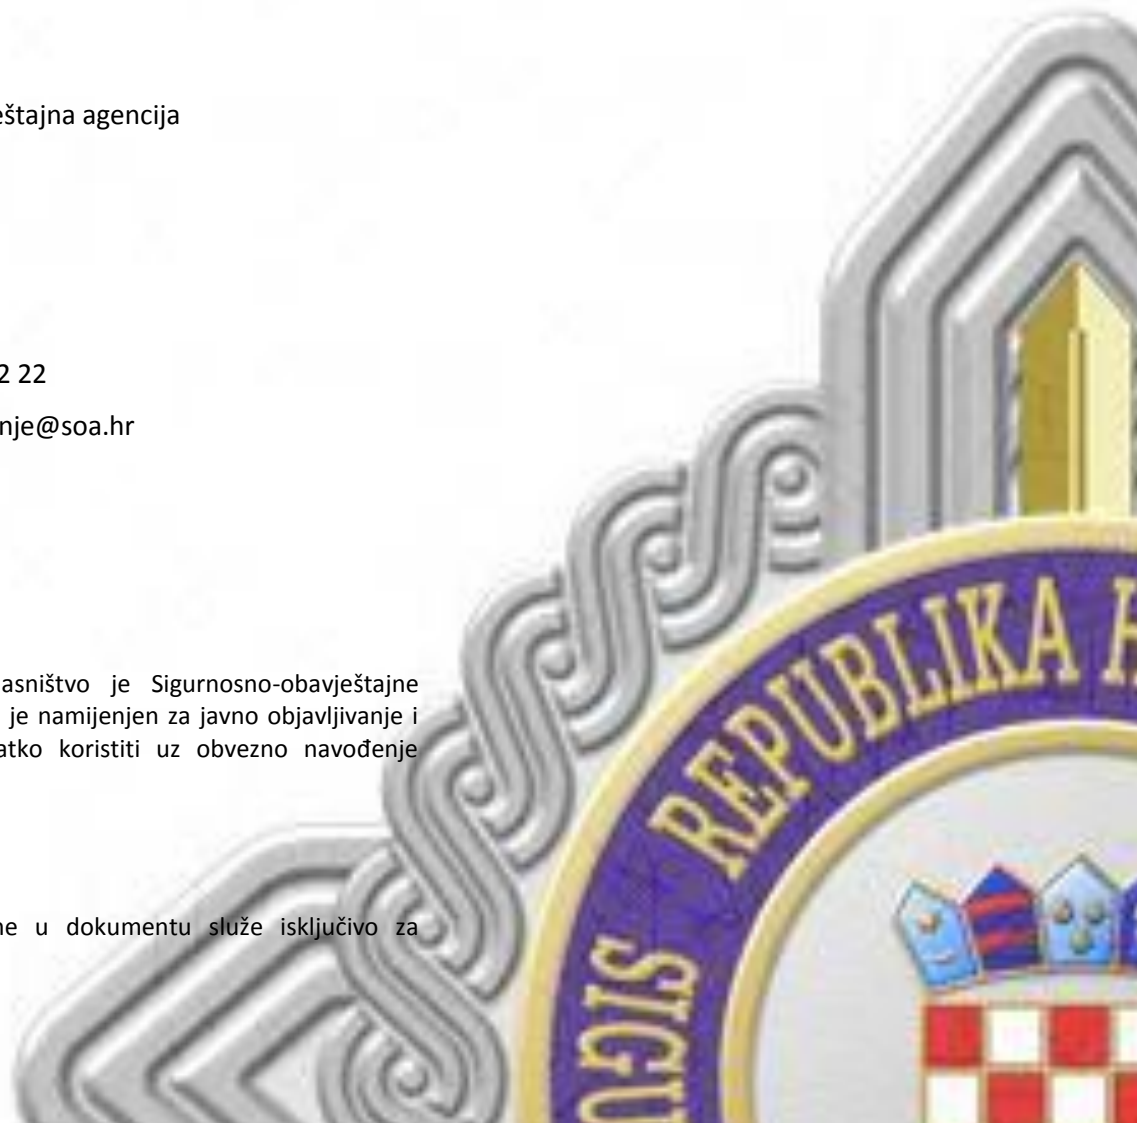 eštajna agencija
2 22
nje@soa.hr
asništvo je Sigurnosno-obavještajne
je namijenjen za javno objavljivanje i
atko koristiti uz obvezno navođenje
ne u dokumentu služe isključivo za
REPUBLIKA H
SIGU